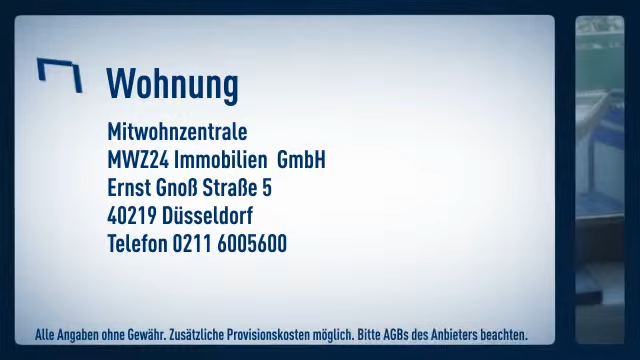 Wohnung
Mitwohnzentrale
MWZ24 Immobilien GmbH
Ernst Gnoß Straße 5
40219 Düsseldorf
Telefon 0211 6005600
Alle Angaben ohne Gewähr. Zusätzliche Provisionskosten möglich. Bitte AGBs des Anbieters beachten.